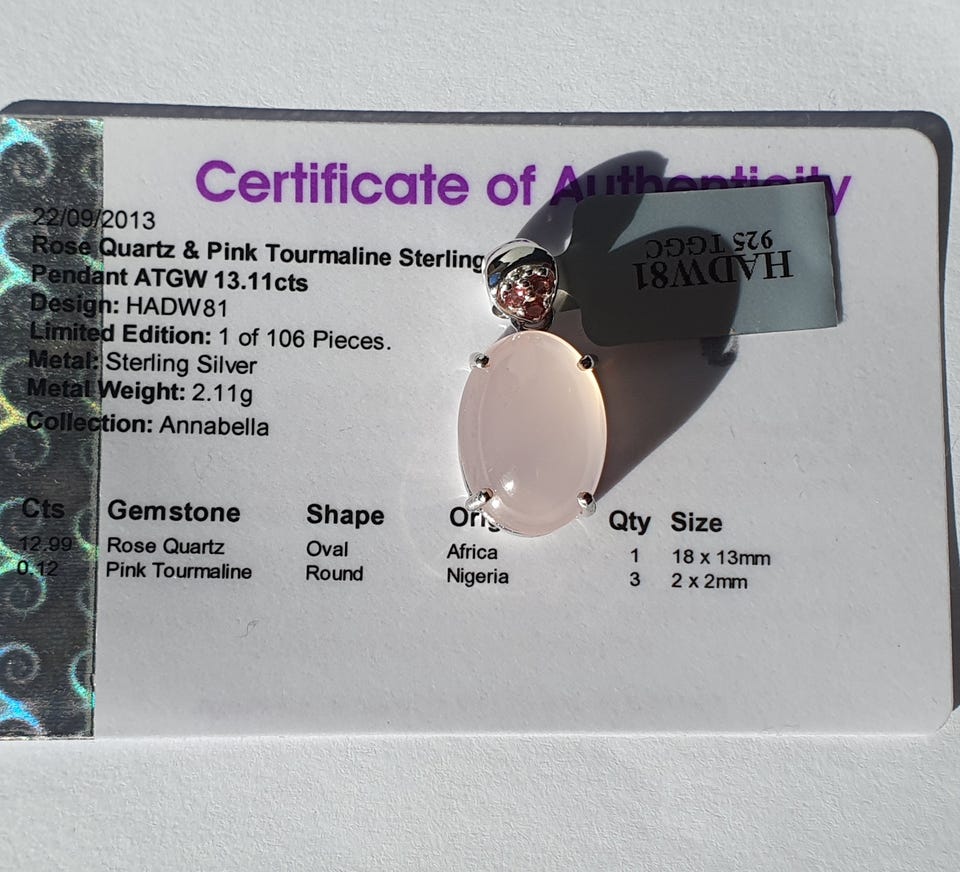 Certificate of Authenticity
22/09/2013
Rose Quartz & Pink Tourmaline Sterling
Pendant ATGW 13.11cts
Design: HADW81
Limited Edition: 1 of 106 Pieces.
Metal: Sterling Silver
Metal Weight: 2.11g
Collection: Annabella
HADW81
925 TGGC
Cts Gemstone Shape Qty Size
12.99 Rose Quartz Oval Africa 1 18 x 13mm
0.12 Pink Tourmaline Round Nigeria 3 2 x 2mm